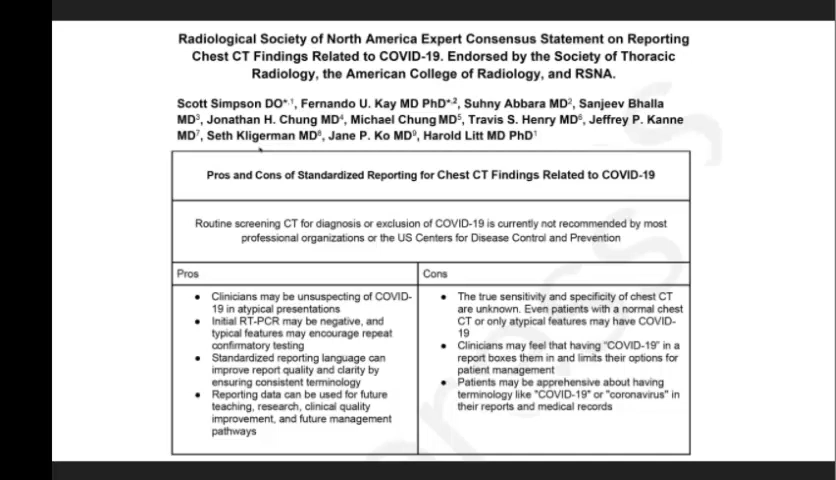 Radiological Society of North America Expert Consensus Statement on Reporting
Chest CT Findings Related to COVID-19. Endorsed by the Society of Thoracic
Radiology, the American College of Radiology, and RSNA.
Scott Simpson DO*,1, Fernando U. Kay MD PhD*,2, Suhny Abbara MD2, Sanjeev Bhalla
MD3, Jonathan H. Chung MD4, Michael Chung MD5, Travis S. Henry MD6, Jeffrey P. Kanne
MD7, Seth Kligerman MD8, Jane P. Ko MD9, Harold Litt MD PhD1
Pros and Cons of Standardized Reporting for Chest CT Findings Related to COVID-19
Routine screening CT for diagnosis or exclusion of COVID-19 is currently not recommended by most
professional organizations or the US Centers for Disease Control and Prevention
Pros
• Clinicians may be unsuspecting of COVID-
19 in atypical presentations
• Initial RT-PCR may be negative, and
typical features may encourage repeat
confirmatory testing
• Standardized reporting language can
improve report quality and clarity by
ensuring consistent terminology
• Reporting data can be used for future
teaching, research, clinical quality
improvement, and future management
pathways
Cons
• The true sensitivity and specificity of chest CT
are unknown. Even patients with a normal chest
CT or only atypical features may have COVID-
19
• Clinicians may feel that having “COVID-19” in a
report boxes them in and limits their options for
patient management
• Patients may be apprehensive about having
terminology like "COVID-19" or "coronavirus" in
their reports and medical records